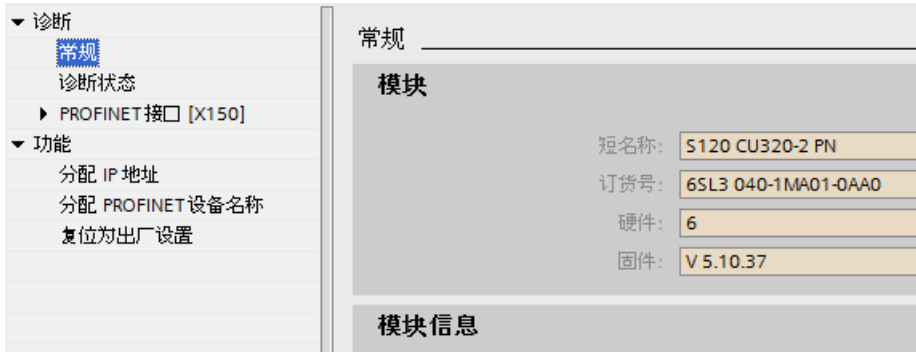 诊断
常规
诊断状态
PROFINET接口 [X150]
功能
分配 IP 地址
分配 PROFINET设备名称
复位为出厂设置
常规
模块
短名称: S120 CU320-2 PN
订货号: 6SL3 040-1MA01-0AA0
硬件: 6
固件: V 5.10.37
模块信息